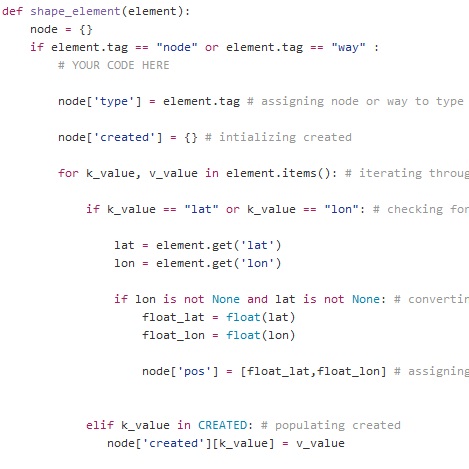 def shape_element(element):
    node = {}
    if element.tag == "node" or element.tag == "way" :
        # YOUR CODE HERE
        node['type'] = element.tag # assigning node or way to type
        node['created'] = {} # intializing created
        for k_value, v_value in element.items(): # iterating
            if k_value == "lat" or k_value == "lon": # checking for
                lat = element.get('lat')
                lon = element.get('lon')
                if lon is not None and lat is not None: #
                    float_lat = float(lat)
                    float_lon = float(lon)
                    node['pos'] = [float_lat,float_lon] # assigning
            elif k_value in CREATED: # populating created
               node['created'][k_value] = v_value